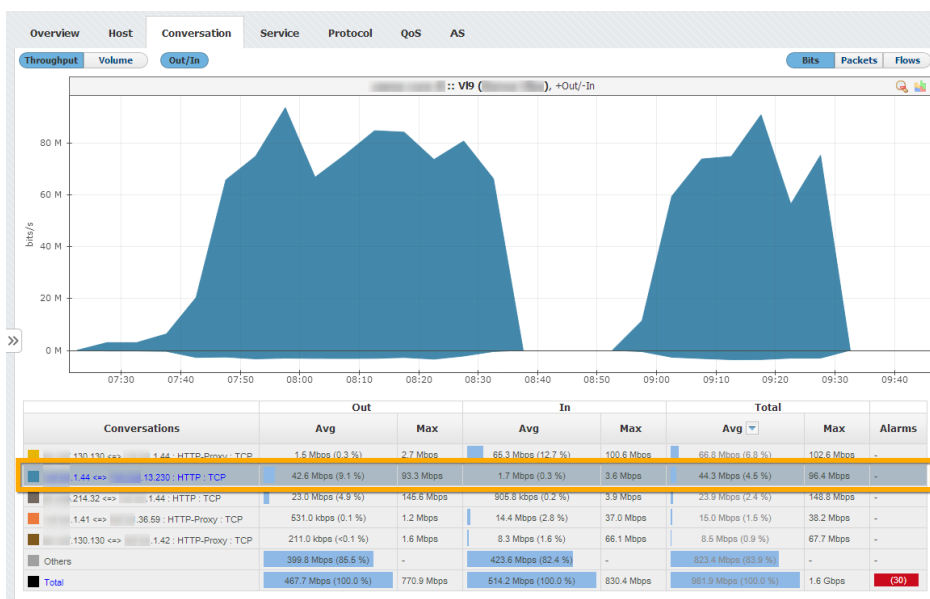 Overview Host Conversation Service Protocol QoS AS
Throughput Volume Out/In Bits Packets Flows
:: Vl9 ( ), +Out/-In
80 M
60 M
bits/s
40 M
20 M
0 M
»
07:30 07:40 07:50 08:00 08:10 08:20 08:30 08:40 08:50 09:00 09:10 09:20 09:30 09:40
Out In Total
Conversations Avg Max Avg Max Avg Max Alarms
.130.130 <=> .1.44 : HTTP-Proxy : TCP 1.5 Mbps (0.3 %) 2.7 Mbps 65.3 Mbps (12.7 %) 100.6 Mbps 66.8 Mbps (6.8 %) 102.6 Mbps -
.1.44 <=> .13.230 : HTTP : TCP 42.6 Mbps (9.1 %) 93.3 Mbps 1.7 Mbps (0.3 %) 3.6 Mbps 44.3 Mbps (4.5 %) 96.4 Mbps -
.214.32 <=> .1.44 : HTTP : TCP 23.0 Mbps (4.9 %) 145.6 Mbps 905.8 kbps (0.2 %) 3.9 Mbps 23.9 Mbps (2.4 %) 148.8 Mbps -
.1.41 <=> .36.59 : HTTP-Proxy : TCP 531.0 kbps (0.1 %) 1.2 Mbps 14.4 Mbps (2.8 %) 37.0 Mbps 15.0 Mbps (1.5 %) 38.2 Mbps -
.130.130 <=> .1.42 : HTTP-Proxy : TCP 211.0 kbps (<0.1 %) 1.6 Mbps 8.3 Mbps (1.6 %) 66.1 Mbps 8.5 Mbps (0.9 %) 67.7 Mbps -
Others 399.8 Mbps (85.5 %) - 423.6 Mbps (82.4 %) - 823.4 Mbps (83.9 %) - -
Total 467.7 Mbps (100.0 %) 770.9 Mbps 514.2 Mbps (100.0 %) 830.4 Mbps 981.9 Mbps (100.0 %) 1.6 Gbps (30)